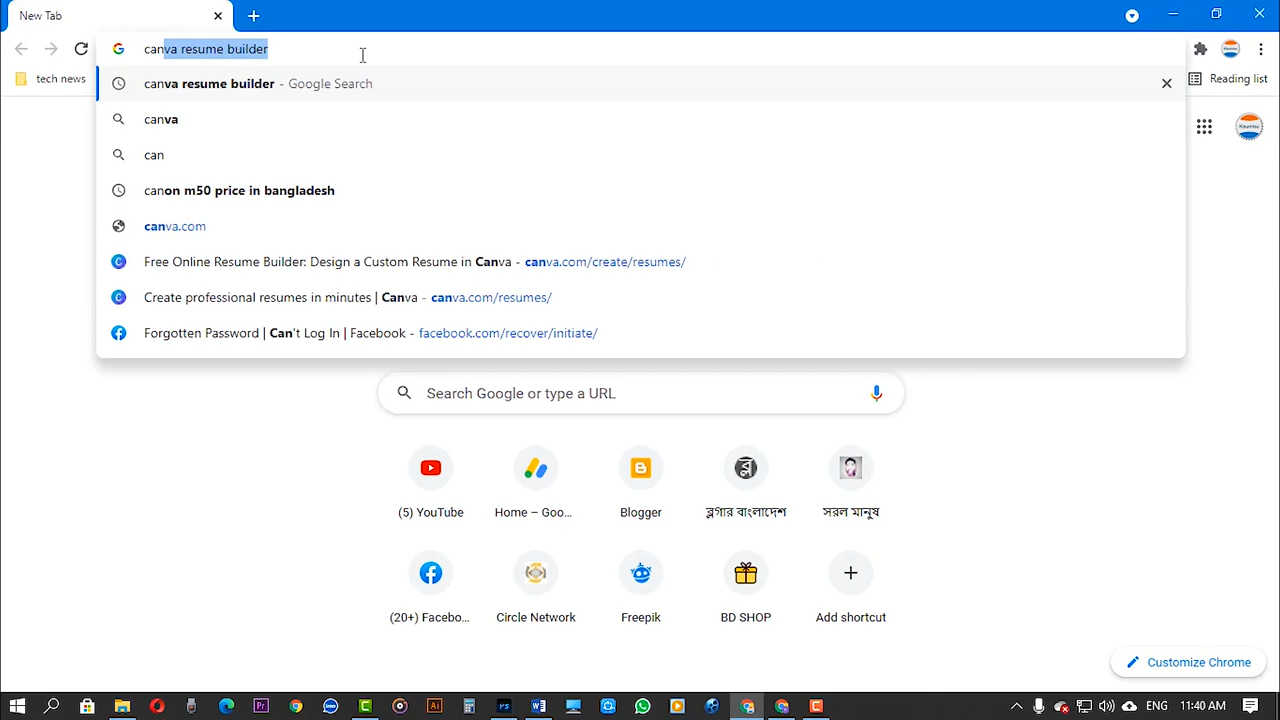 New Tab
canva resume builder
tech news
Reading list
canva resume builder - Google Search
canva
can
canon m50 price in bangladesh
canva.com
Free Online Resume Builder: Design a Custom Resume in Canva - canva.com/create/resumes/
Create professional resumes in minutes | Canva - canva.com/resumes/
Forgotten Password | Can't Log In | Facebook - facebook.com/recover/initiate/
Search Google or type a URL
(5) YouTube
Home – Goo...
Blogger
ব্লগার বাংলাদেশ
সরল মানুষ
(20+) Facebo...
Circle Network
Freepik
BD SHOP
Add shortcut
Customize Chrome
ENG
11:40 AM